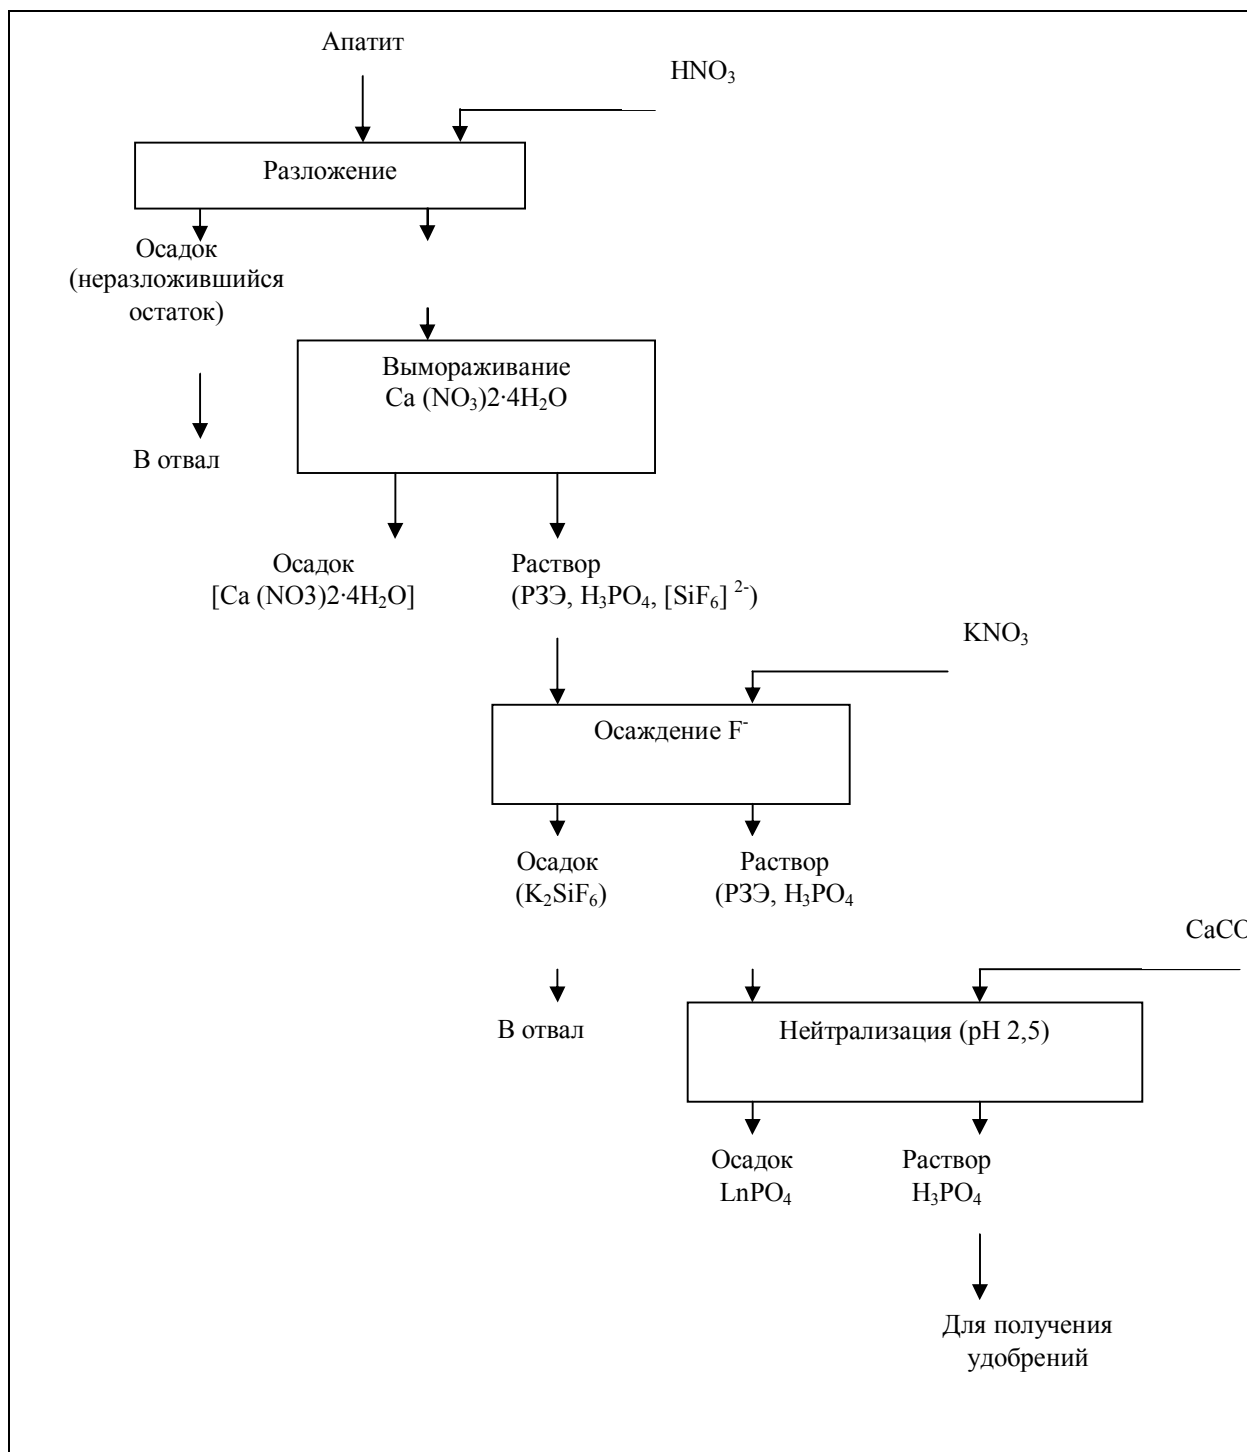 Апатит
HNO₃
Разложение
Осадок
(неразложившийся
остаток)
Вымораживание
Ca (NO₃)2·4H₂O
В отвал
Осадок
[Ca (NO3)2·4H₂O]
Раствор
(РЗЭ, H₃PO₄, [SiF₆] ²⁻)
KNO₃
Осаждение F⁻
Осадок
(K₂SiF₆)
Раствор
(РЗЭ, H₃PO₄
CaCO
В отвал
Нейтрализация (pH 2,5)
Осадок
LnPO₄
Раствор
H₃PO₄
Для получения
удобрений